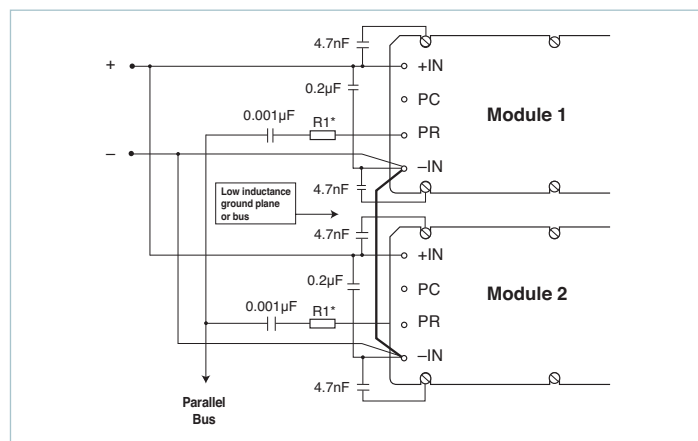 4.7nF
+
+IN
0.2µF
PC
Module 1
0.001µF
R1*
PR
–
–IN
4.7nF
Low inductance
ground plane
or bus
4.7nF
+IN
0.2µF
PC
Module 2
0.001µF
R1*
PR
–IN
4.7nF
Parallel
Bus